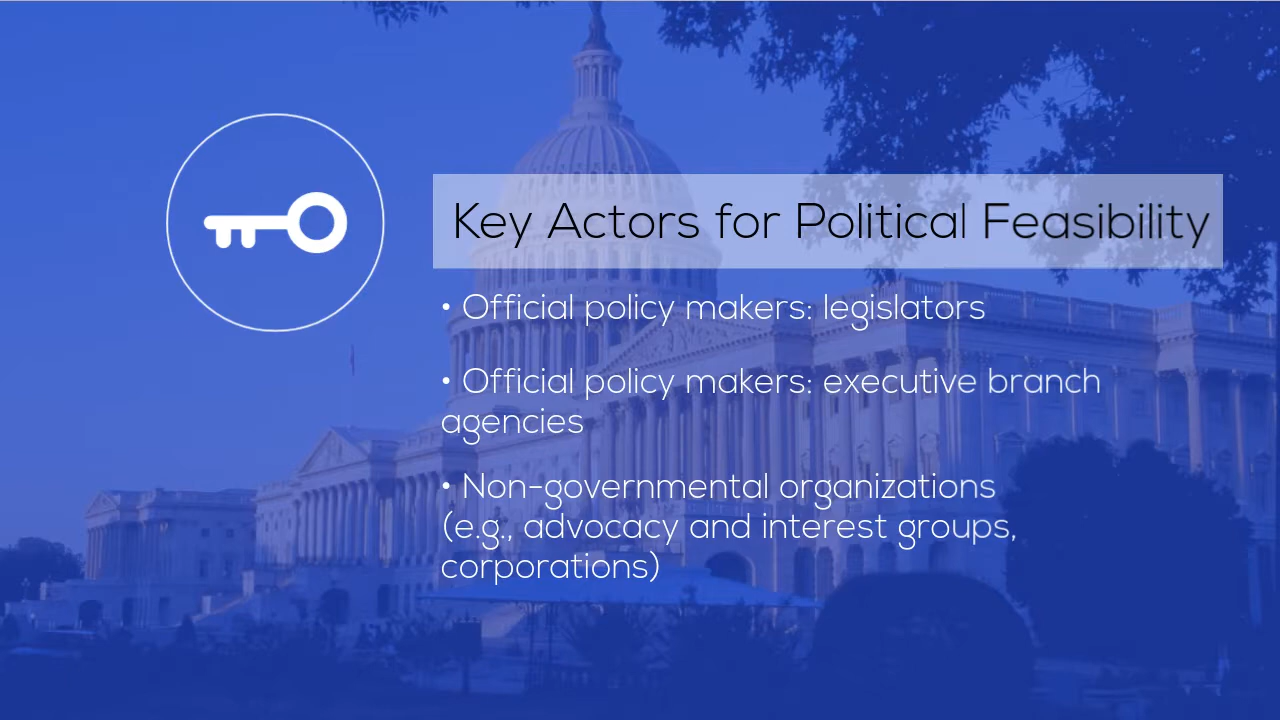 Key Actors for Political Feasibility
• Official policy makers: legislators
• Official policy makers: executive branch
agencies
• Non-governmental organizations
(e.g., advocacy and interest groups,
corporations)